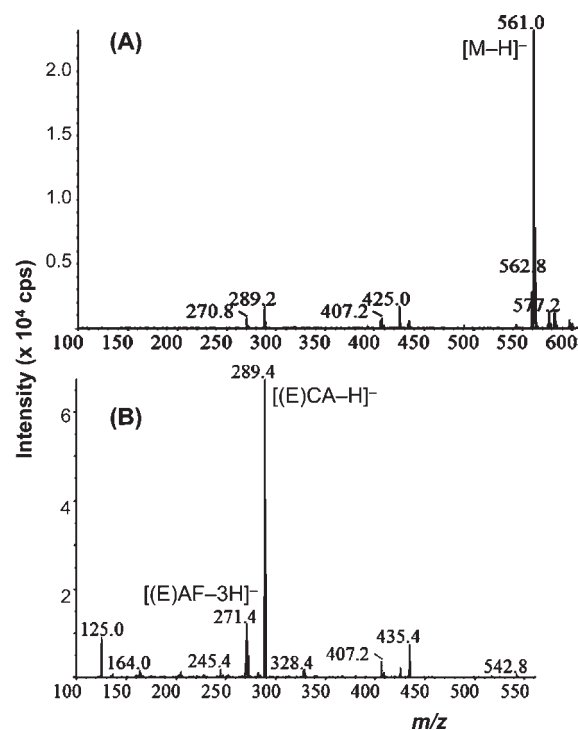 (A)
561.0
[M–H]–
2.0
1.5
1.0
0.5
562.8
577.2
270.8
289.2
407.2
425.0
100 150 200 250 300 350 400 450 500 550 600
Intensity (x 10⁴ cps)
(B)
289.4
[(E)CA–H]–
6
4
2
[(E)AF–3H]–
271.4
125.0
164.0
245.4
328.4
407.2
435.4
542.8
100 150 200 250 300 350 400 450 500 550
m/z